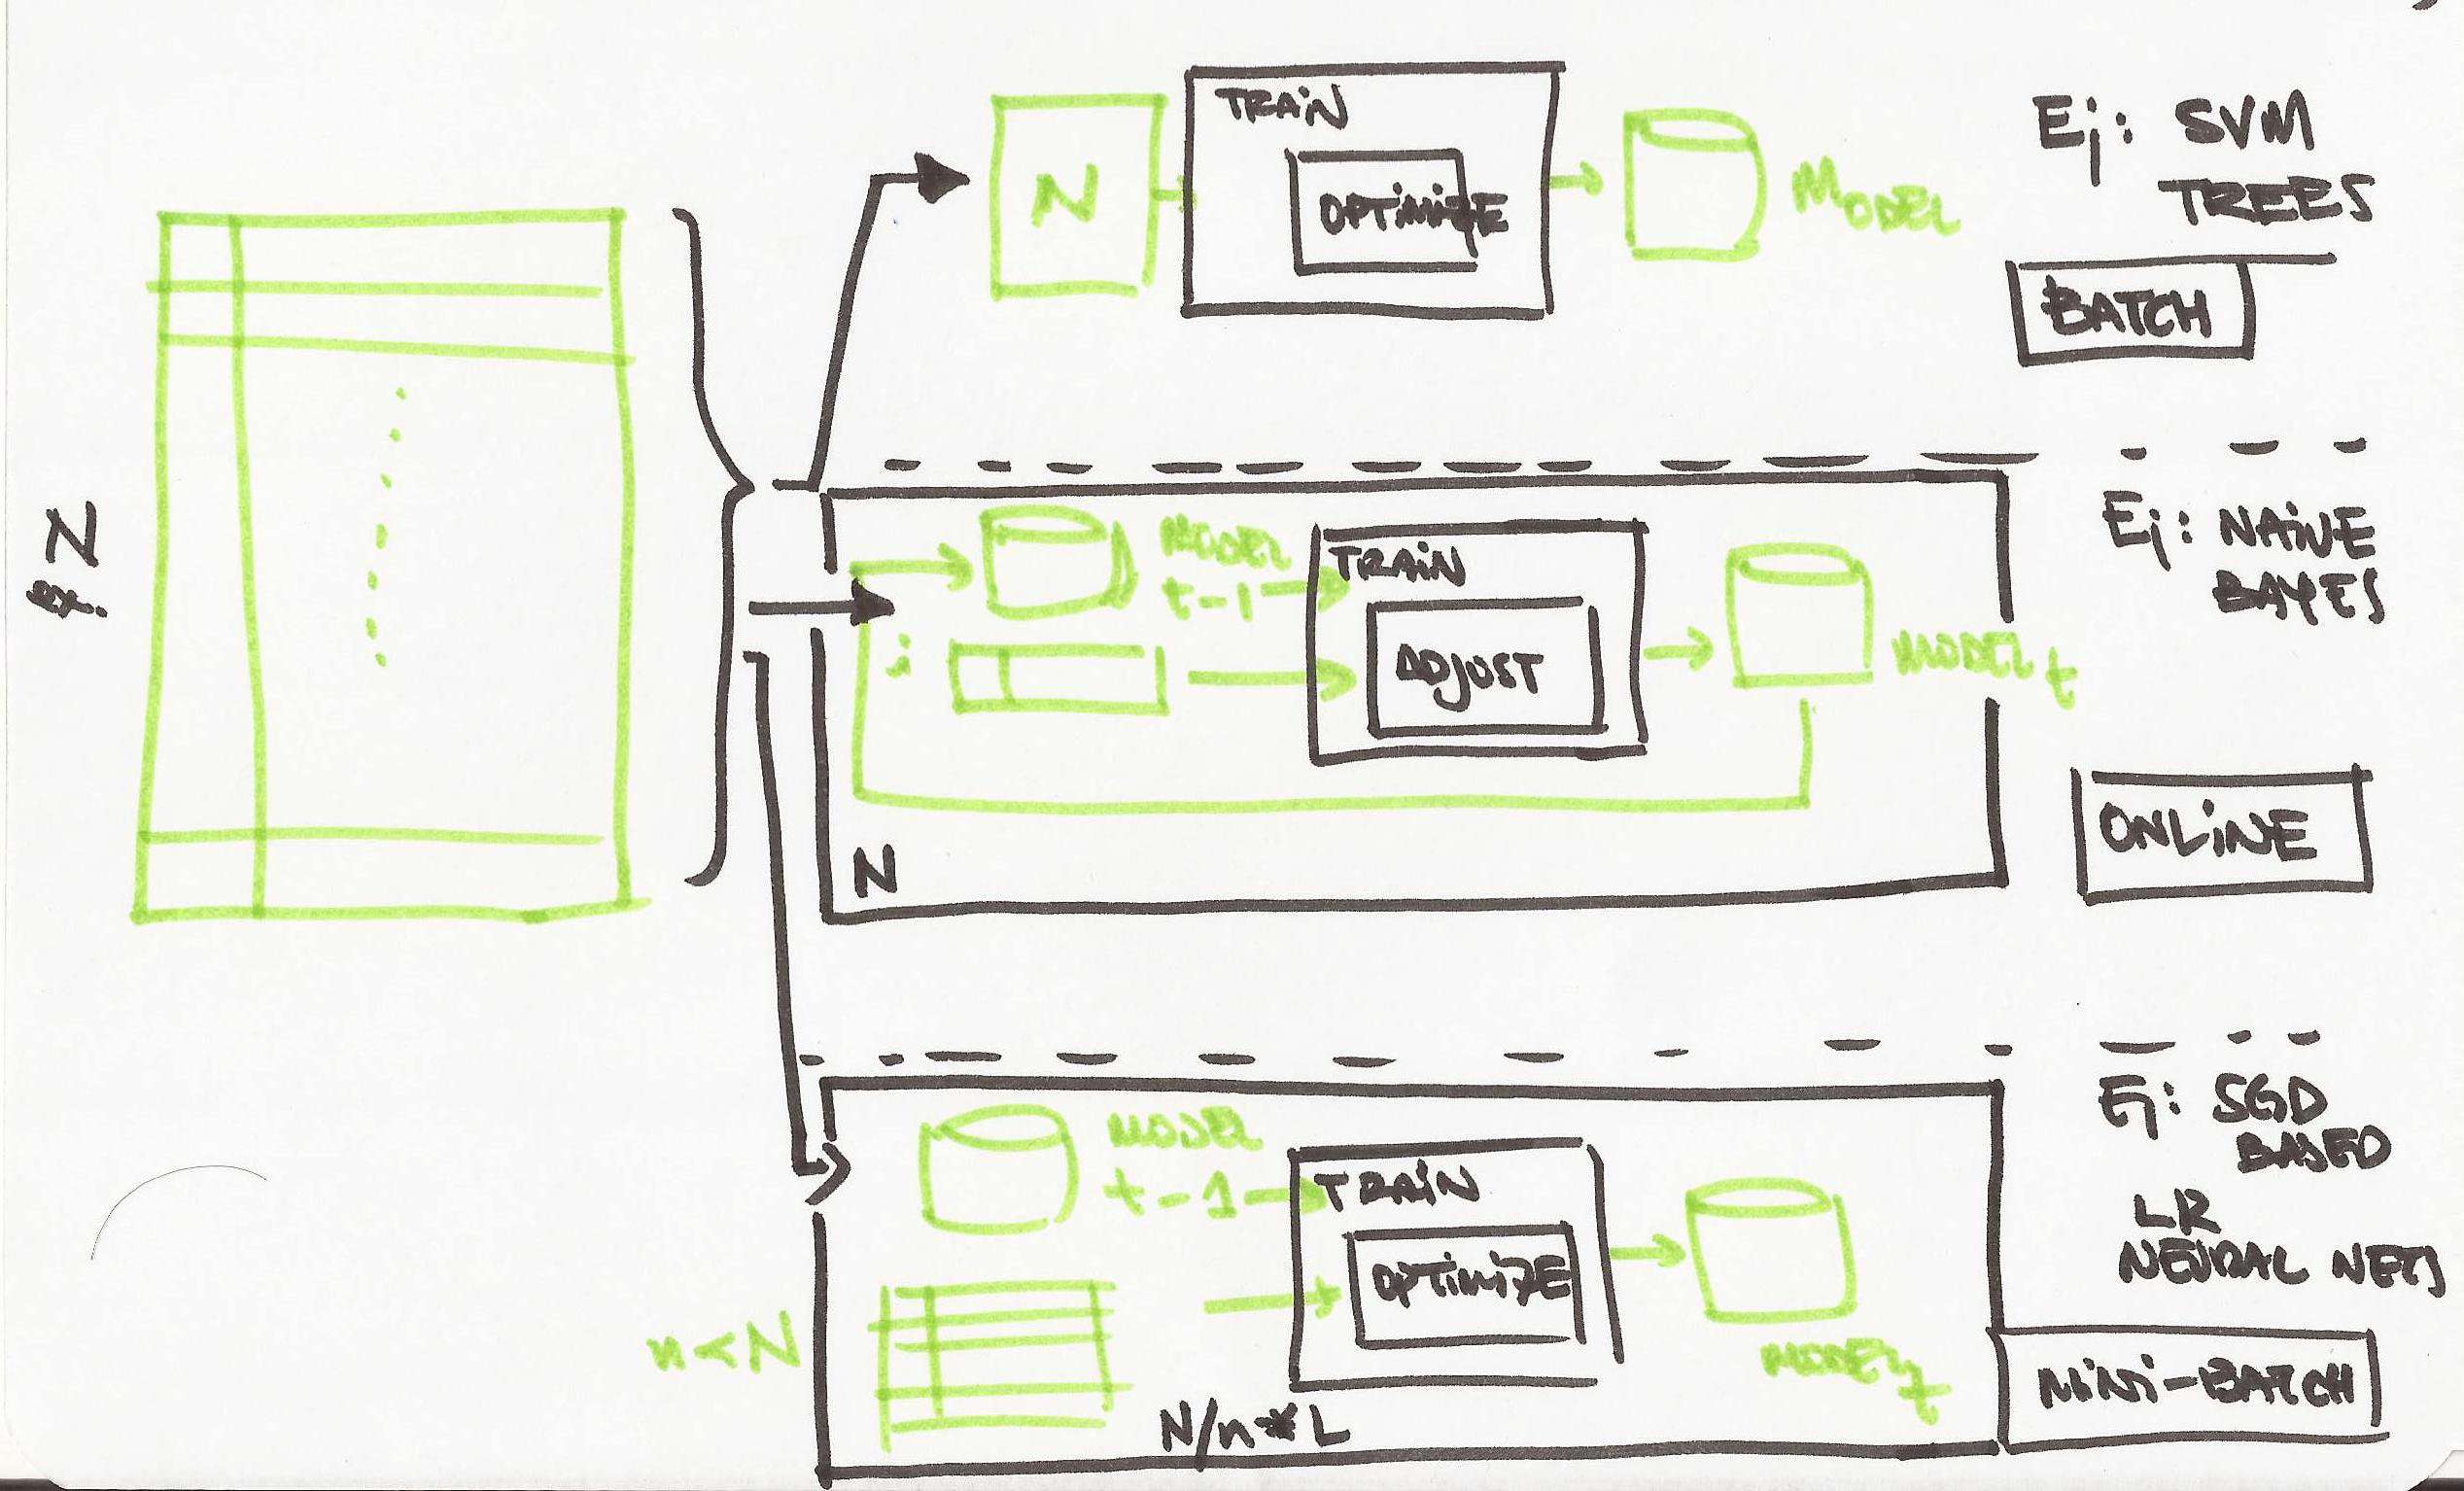 N
TRAIN
OPTIMIZE
MODEL
Ej: SVM
TREES
BATCH
# N
MODEL
t-1
i
TRAIN
ADJUST
MODEL t
N
Ej: NAIVE
BAYES
ONLINE
MODEL
t-1
TRAIN
OPTIMIZE
MODEL t
n < N
N/n * L
Ej: SGD
BASED
LR
NEURAL NETS
MINI-BATCH